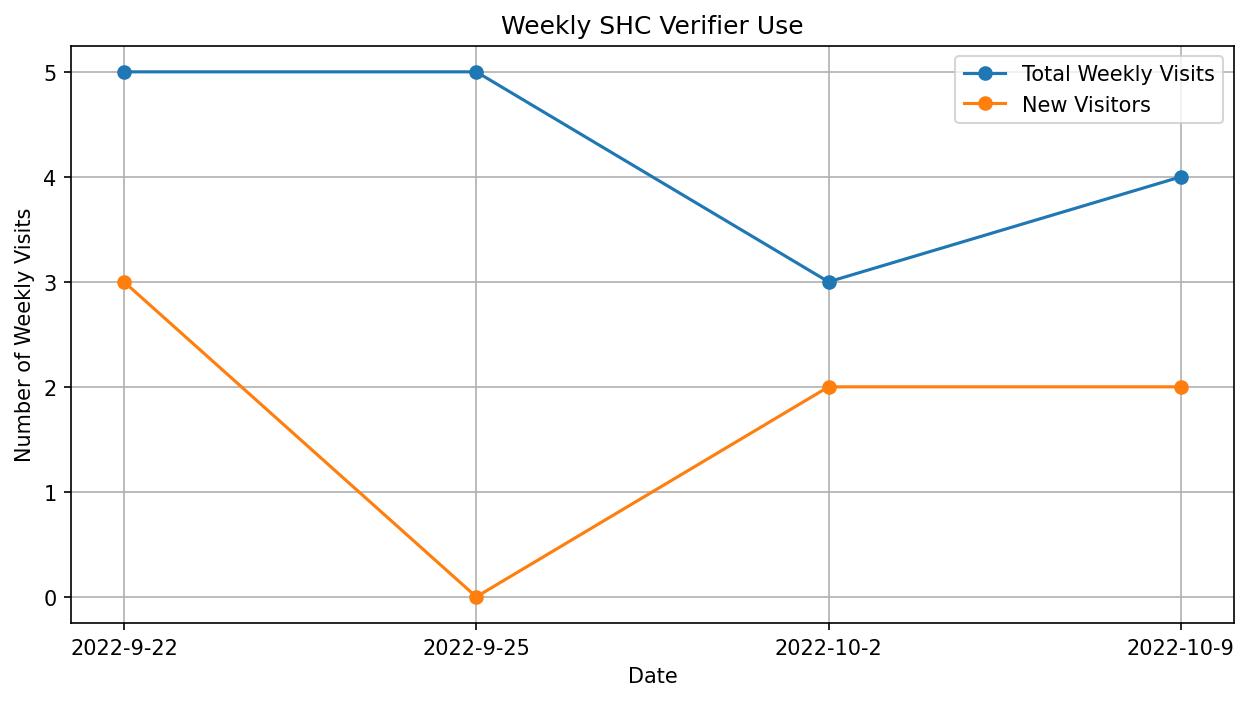 Weekly SHC Verifier Use
Total Weekly Visits
New Visitors
Number of Weekly Visits
5
4
3
2
1
0
2022-9-22 2022-9-25 2022-10-2 2022-10-9
Date